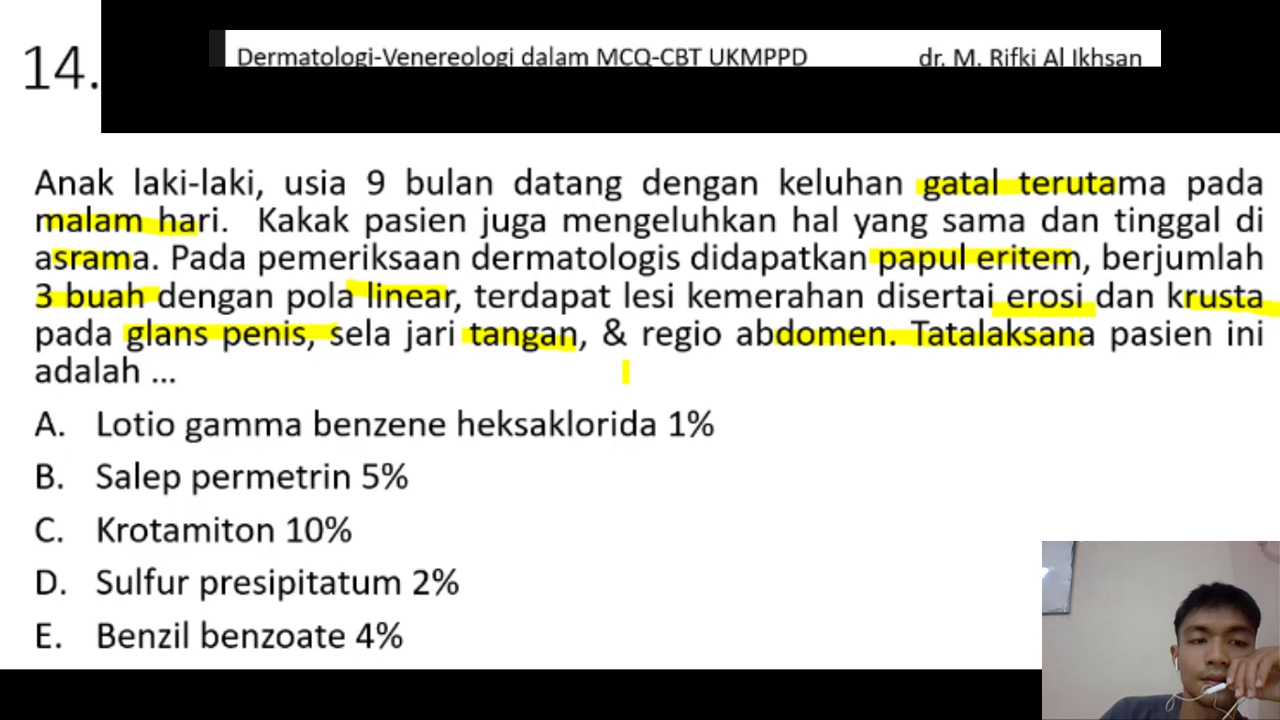 14.
Dermatologi-Venereologi dalam MCQ-CBT UKMPPD dr. M. Rifki Al Ikhsan
Anak laki-laki, usia 9 bulan datang dengan keluhan gatal terutama pada
malam hari. Kakak pasien juga mengeluhkan hal yang sama dan tinggal di
asrama. Pada pemeriksaan dermatologis didapatkan papul eritem, berjumlah
3 buah dengan pola linear, terdapat lesi kemerahan disertai erosi dan krusta
pada glans penis, sela jari tangan, & regio abdomen. Tatalaksana pasien ini
adalah ...
A. Lotio gamma benzene heksaklorida 1%
B. Salep permetrin 5%
C. Krotamiton 10%
D. Sulfur presipitatum 2%
E. Benzil benzoate 4%